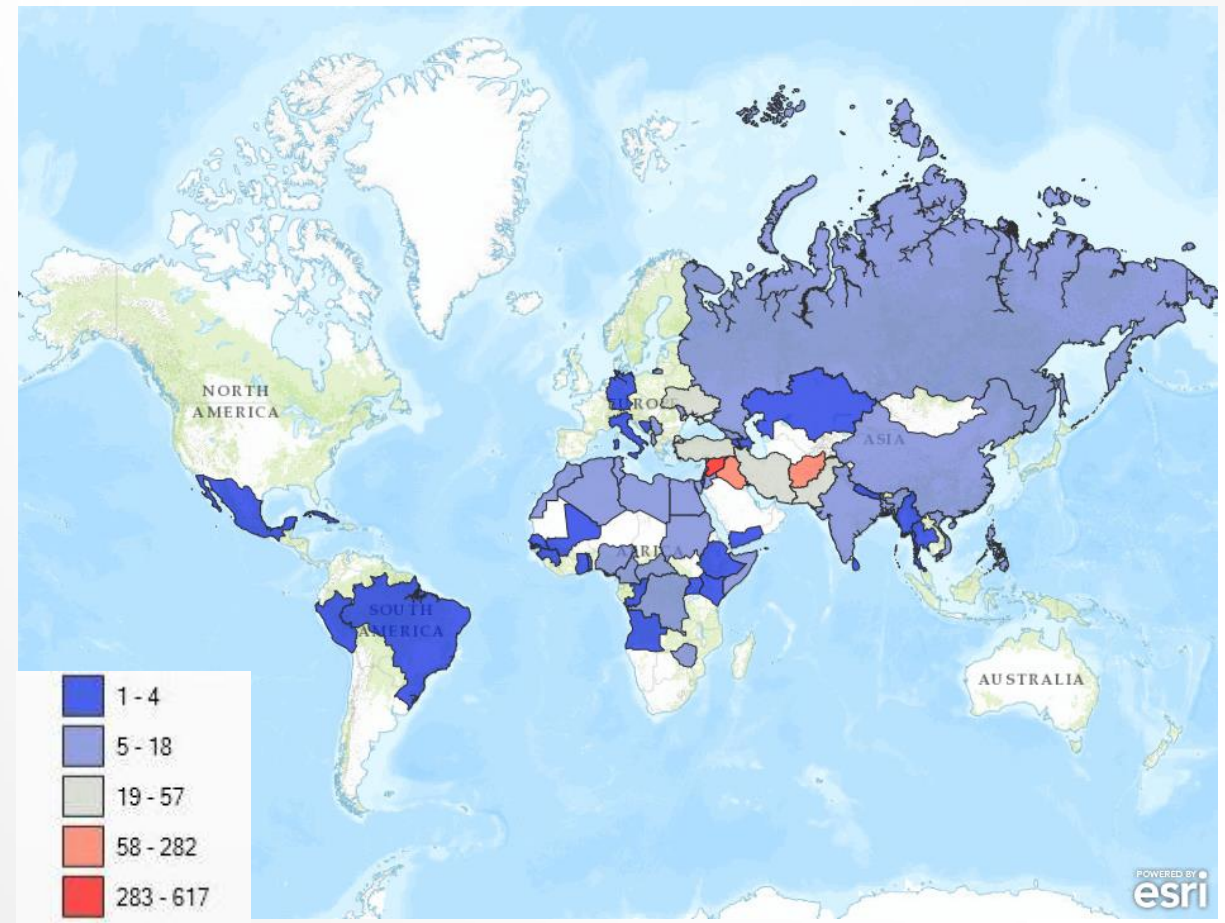 NORTH
AMERICA
EUROPE
ASIA
AFRICA
SOUTH
AMERICA
AUSTRALIA
1 - 4
5 - 18
19 - 57
58 - 282
283 - 617
POWERED BY
esri